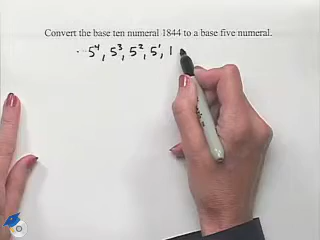 Convert the base ten numeral 1844 to a base five numeral.
5⁴, 5³, 5², 5¹, 1